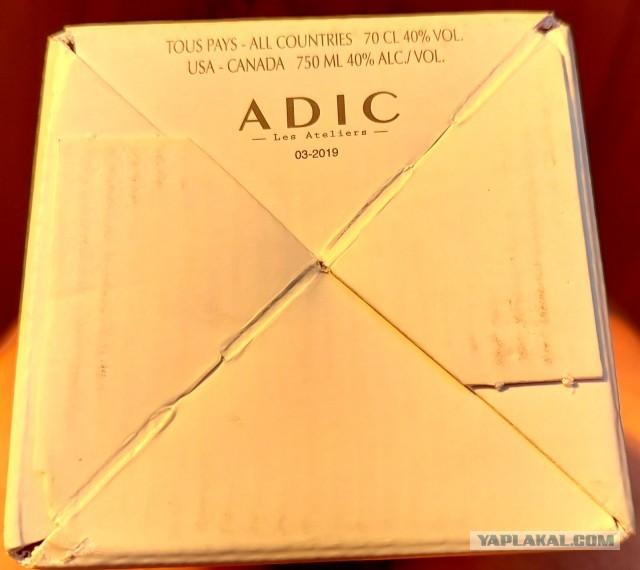 TOUS PAYS - ALL COUNTRIES 70 CL 40% VOL.
USA - CANADA 750 ML 40% ALC./VOL.
ADIC
— Les Ateliers —
03-2019
YAPLAKAL.COM